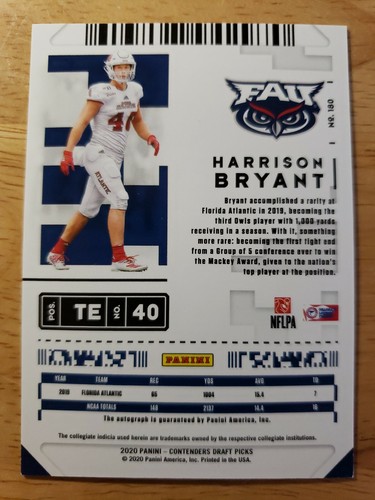 FAU
NO. 180
HARRISON
BRYANT
Bryant accomplished a rarity at
Florida Atlantic in 2019, becoming the
third Owls player with 1,000 yards
receiving in a season. With it, something
more rare: becoming the first tight end
from a Group of 5 conference ever to win
the Mackey Award, given to the nation's
top player at the position.
40
ATLANTIC
POS. TE NO. 40
NFLPA
PANINI
YEAR TEAM REC YDS AVG TD
2019 FLORIDA ATLANTIC 65 1004 15.4 7
NCAA TOTALS 148 2137 14.4 16
The autograph is guaranteed by Panini America, Inc.
The collegiate indicia used herein are trademarks owned by the respective collegiate institutions.
2020 PANINI - CONTENDERS DRAFT PICKS
© 2020 Panini America, Inc. Printed in the USA.